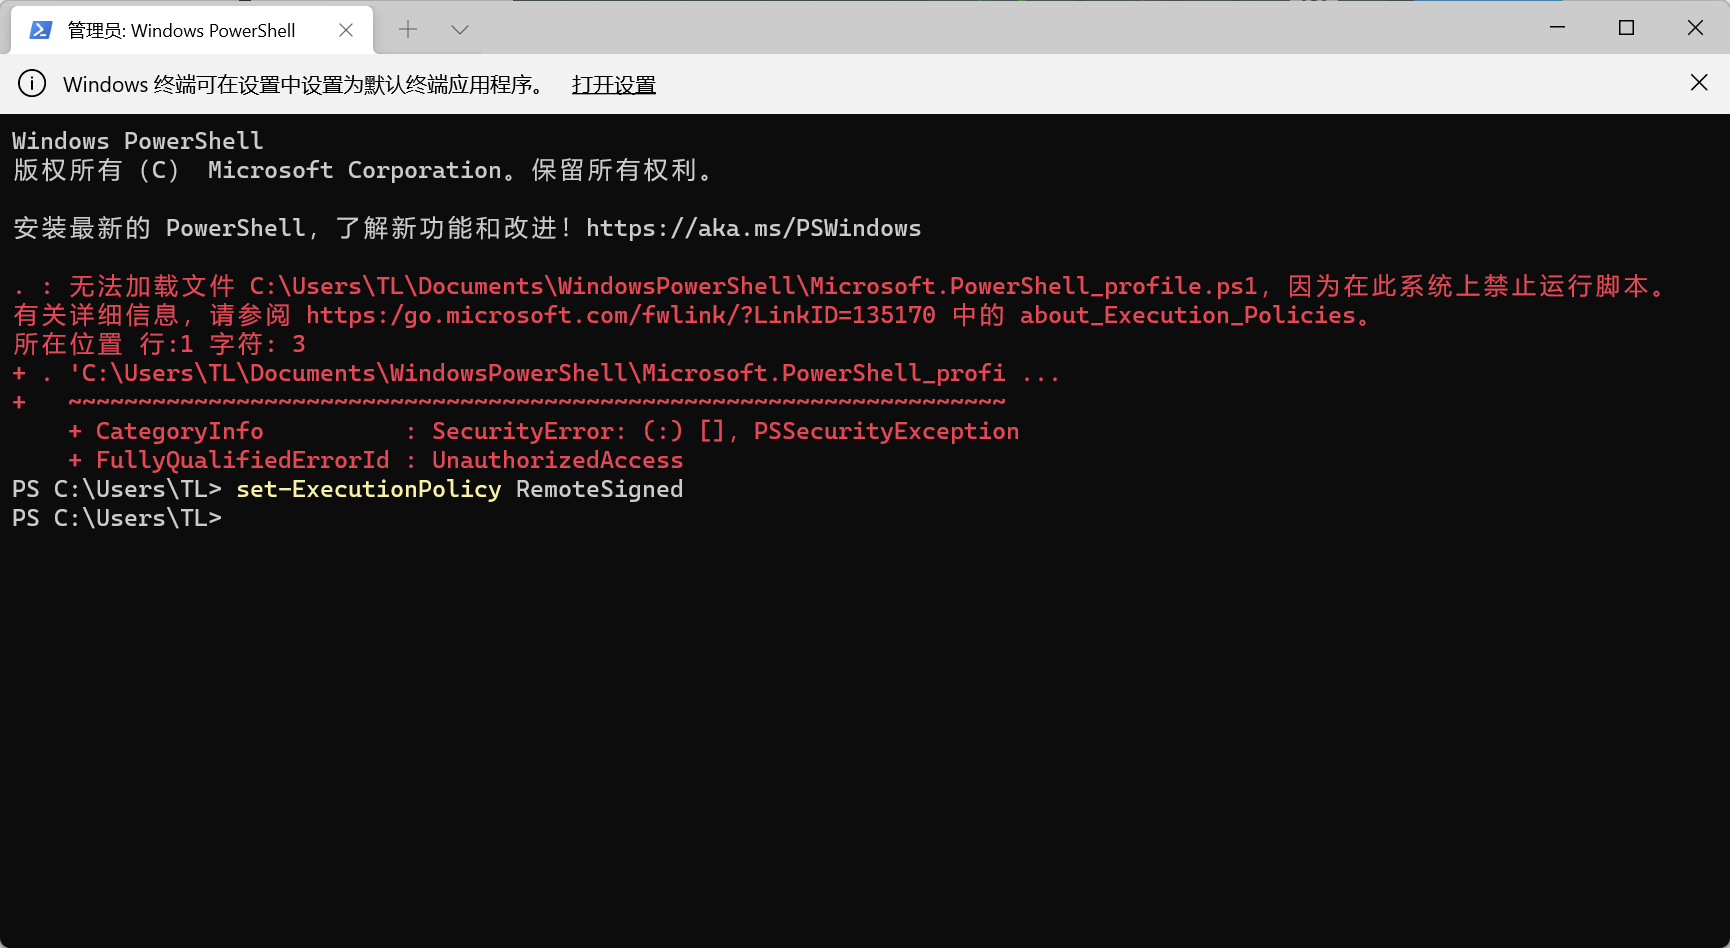 管理员: Windows PowerShell
Windows 终端可在设置中设置为默认终端应用程序。 打开设置
Windows PowerShell
版权所有（C） Microsoft Corporation。保留所有权利。
安装最新的 PowerShell，了解新功能和改进！https://aka.ms/PSWindows
. : 无法加载文件 C:\Users\TL\Documents\WindowsPowerShell\Microsoft.PowerShell_profile.ps1，因为在此系统上禁止运行脚本。
有关详细信息，请参阅 https:/go.microsoft.com/fwlink/?LinkID=135170 中的 about_Execution_Policies。
所在位置 行:1 字符: 3
+ . 'C:\Users\TL\Documents\WindowsPowerShell\Microsoft.PowerShell_profi ...
+   ~~~~~~~~~~~~~~~~~~~~~~~~~~~~~~~~~~~~~~~~~~~~~~~~~~~~~~~~~~~~~~~~~~~
    + CategoryInfo          : SecurityError: (:) []，PSSecurityException
    + FullyQualifiedErrorId : UnauthorizedAccess
PS C:\Users\TL> set-ExecutionPolicy RemoteSigned
PS C:\Users\TL>